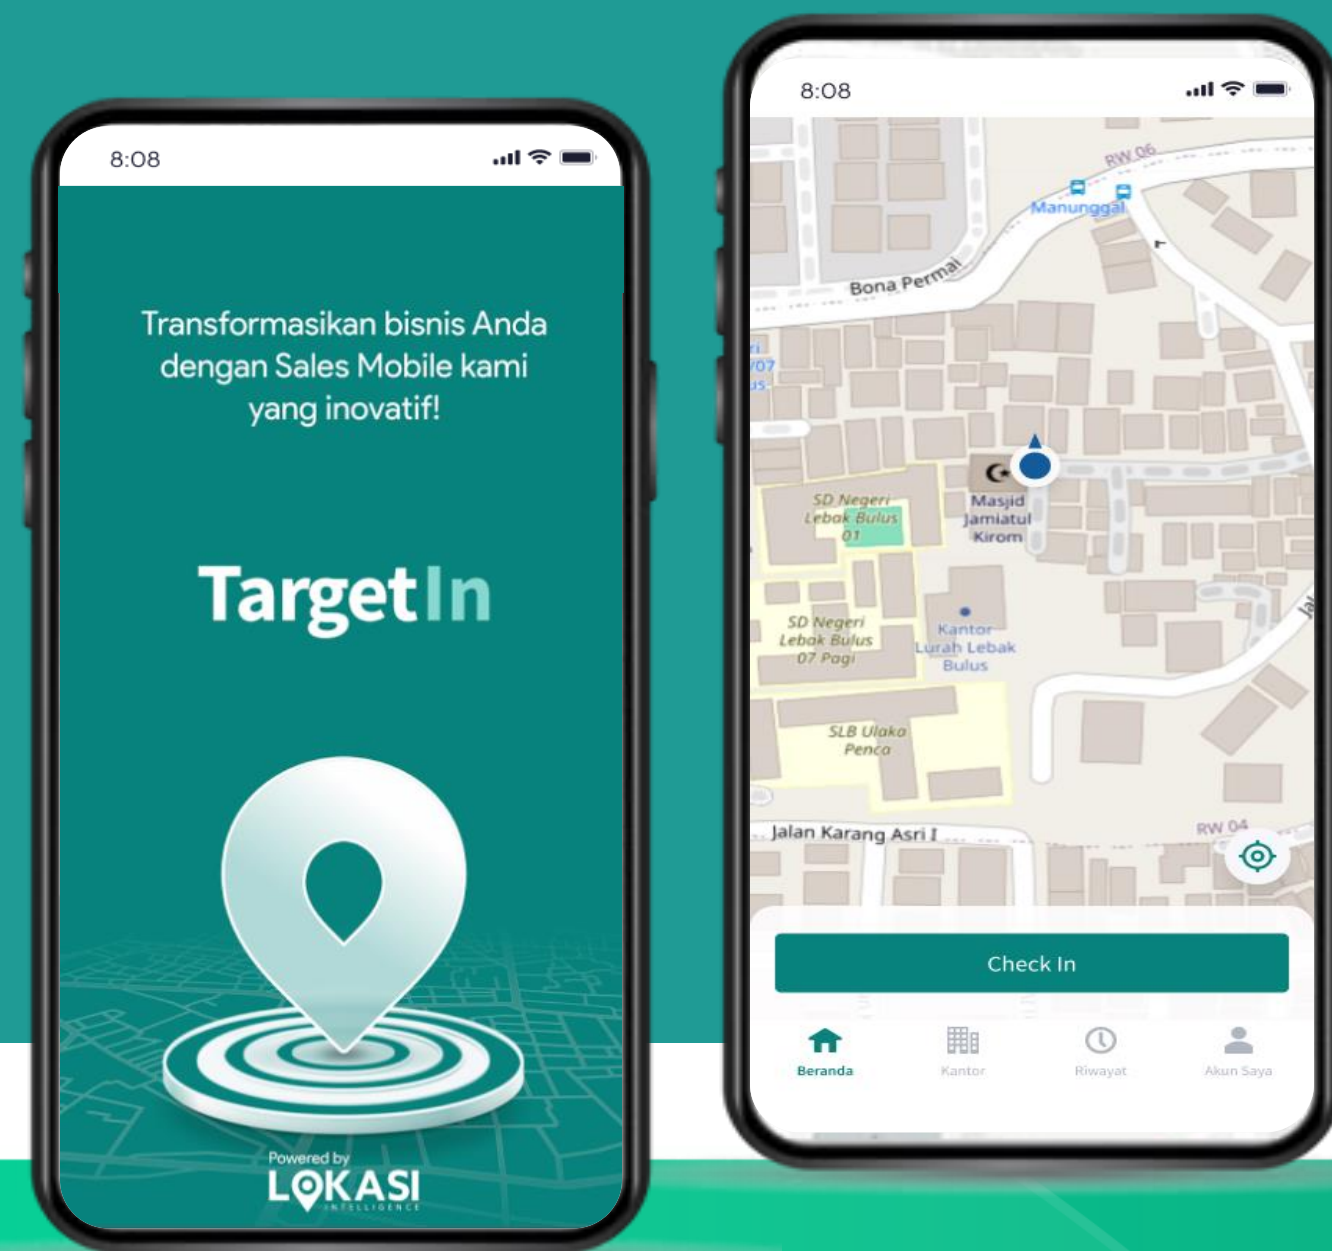 8:08
Transformasikan bisnis Anda
dengan Sales Mobile kami
yang inovatif!
TargetIn
Powered by
LOKASI
INTELLIGENCE
8:08
RW 06
Manunggal
Bona Permai
SD Negeri
Lebak Bulus
01
Masjid
Jamiatul
Kirom
SD Negeri
Lebak Bulus
07 Pagi
Kantor
Lurah Lebak
Bulus
SLB Ulaka
Penca
Jalan Karang Asri I
RW 04
Check In
Beranda
Kantor
Riwayat
Akun Saya